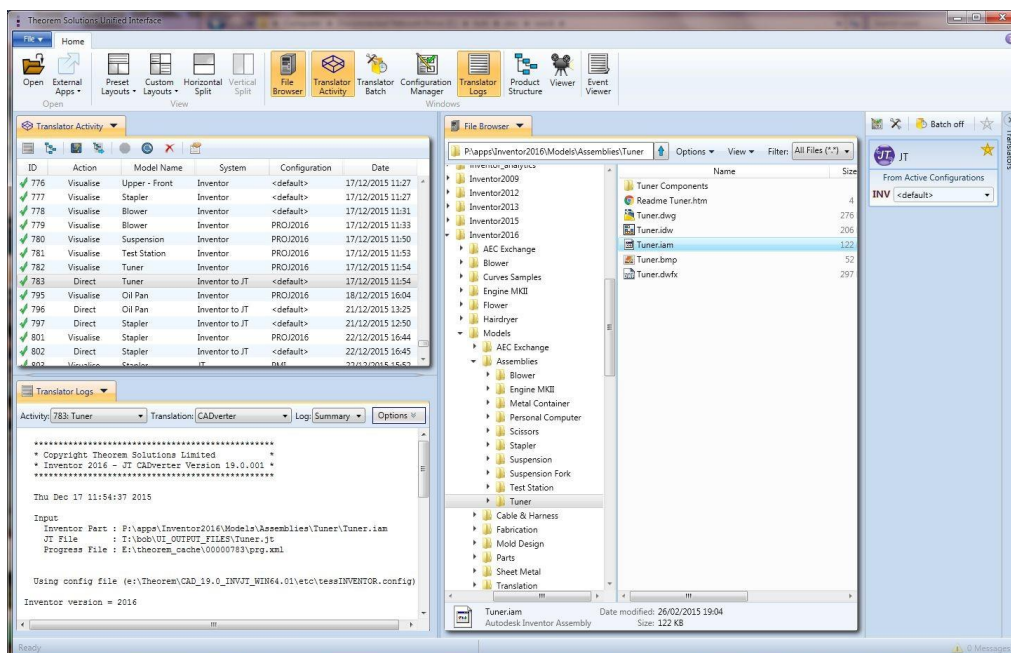 Theorem Solutions Unified Interface
File
Home
Open
External Apps
Preset Layouts
Custom Layouts
Horizontal Split
Vertical Split
File Browser
Translator Activity
Translator Batch
Configuration Manager
Translator Logs
Product Structure
Viewer
Event Viewer
Open
View
Windows
Translator Activity
ID Action Model Name System Configuration Date
776 Visualise Upper - Front Inventor <default> 17/12/2015 11:27
777 Visualise Stapler Inventor <default> 17/12/2015 11:27
778 Visualise Blower Inventor <default> 17/12/2015 11:31
779 Visualise Blower Inventor PROJ2016 17/12/2015 11:33
780 Visualise Suspension Inventor PROJ2016 17/12/2015 11:50
781 Visualise Test Station Inventor PROJ2016 17/12/2015 11:53
782 Visualise Tuner Inventor PROJ2016 17/12/2015 11:54
783 Direct Tuner Inventor to JT <default> 17/12/2015 11:54
795 Visualise Oil Pan Inventor PROJ2016 18/12/2015 16:04
796 Direct Oil Pan Inventor to JT <default> 21/12/2015 13:25
797 Direct Stapler Inventor to JT <default> 21/12/2015 12:50
801 Visualise Stapler Inventor PROJ2016 22/12/2015 16:44
802 Direct Stapler Inventor to JT <default> 22/12/2015 16:45
803 Visualise Stapler JT PMI 22/12/2015 15:52
Translator Logs
Activity: 783: Tuner Translation: CADverter Log: Summary Options
**************************************************
* Copyright Theorem Solutions Limited *
* Inventor 2016 - JT CADverter Version 19.0.001 *
**************************************************
Thu Dec 17 11:54:37 2015
Input
Inventor Part : P:\apps\Inventor2016\Models\Assemblies\Tuner\Tuner.iam
JT File : T:\bob\UI_OUTPUT_FILES\Tuner.jt
Progress File : E:\theorem_cache\00000783\prg.xml
Using config file (e:\Theorem\CAD_19.0_INVJT_WIN64.01\etc\tessINVENTOR.config)
Inventor version = 2016
File Browser
P:\apps\Inventor2016\Models\Assemblies\Tuner Options View Filter: All Files (*.*)
Inventor_analytics
Inventor2009
Inventor2012
Inventor2013
Inventor2015
Inventor2016
AEC Exchange
Blower
Curves Samples
Engine MKII
Flower
Hairdryer
Models
AEC Exchange
Assemblies
Blower
Engine MKII
Metal Container
Personal Computer
Scissors
Stapler
Suspension
Suspension Fork
Test Station
Tuner
Cable & Harness
Fabrication
Mold Design
Parts
Sheet Metal
Translation
Name Size
Tuner Components
Readme Tuner.htm 4
Tuner.dwg 276
Tuner.idw 206
Tuner.iam 122
Tuner.bmp 52
Tuner.dwfx 297
Tuner.iam Date modified: 26/02/2015 19:04
Autodesk Inventor Assembly Size: 122 KB
Batch off
JT JT
From Active Configurations
INV <default>
Translators
Ready
0 Messages